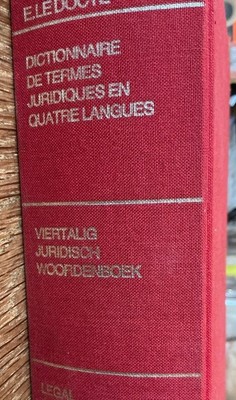 E. LE DOCTE
DICTIONNAIRE
DE TERMES
JURIDIQUES EN
QUATRE LANGUES
VIERTALIG
JURIDISCH
WOORDENBOEK
LEGAL